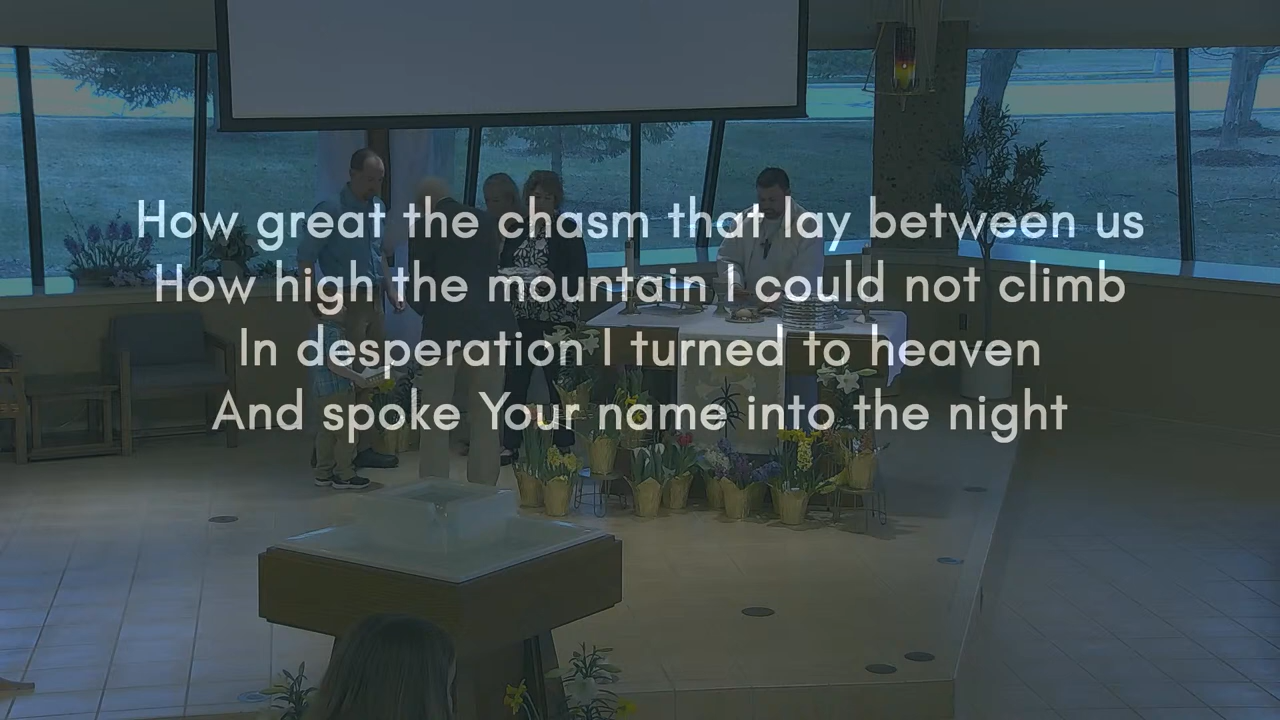 How great the chasm that lay between us
How high the mountain I could not climb
In desperation I turned to heaven
And spoke Your name into the night